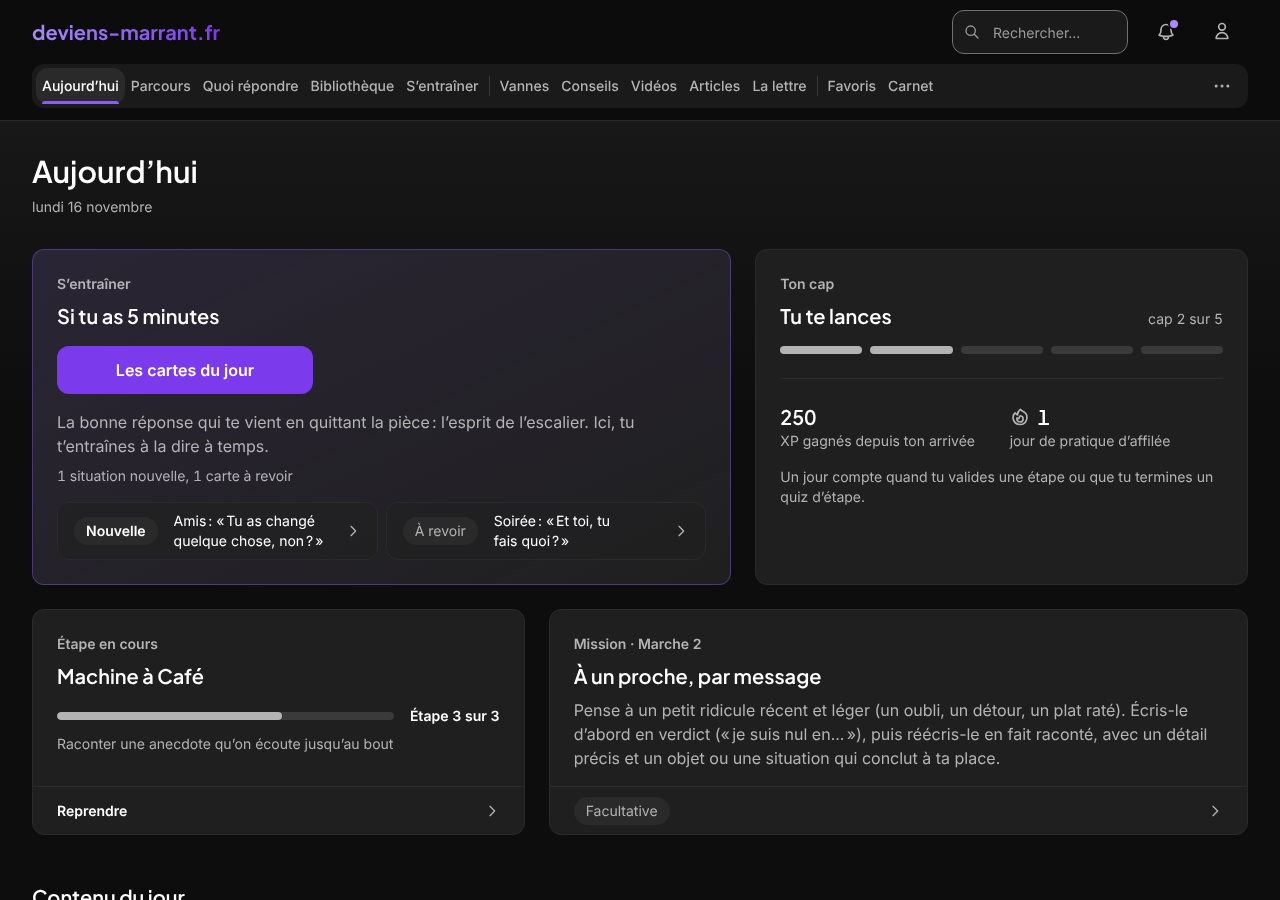 deviens-marrant.fr
Rechercher...
Aujourd’hui Parcours Quoi répondre Bibliothèque S’entraîner Vannes Conseils Vidéos Articles La lettre Favoris Carnet
Aujourd’hui
lundi 16 novembre
S’entraîner
Si tu as 5 minutes
Les cartes du jour
La bonne réponse qui te vient en quittant la pièce : l’esprit de l’escalier. Ici, tu
t’entraînes à la dire à temps.
1 situation nouvelle, 1 carte à revoir
Nouvelle
Amis : « Tu as changé
quelque chose, non ? »
À revoir
Soirée : « Et toi, tu
fais quoi ? »
Ton cap
Tu te lances
cap 2 sur 5
250
XP gagnés depuis ton arrivée
1
jour de pratique d’affilée
Un jour compte quand tu valides une étape ou que tu termines un
quiz d’étape.
Étape en cours
Machine à Café
Étape 3 sur 3
Raconter une anecdote qu’on écoute jusqu’au bout
Reprendre
Mission · Marche 2
À un proche, par message
Pense à un petit ridicule récent et léger (un oubli, un détour, un plat raté). Écris-le
d’abord en verdict (« je suis nul en… »), puis réécris-le en fait raconté, avec un détail
précis et un objet ou une situation qui conclut à ta place.
Facultative
Contenu du jour